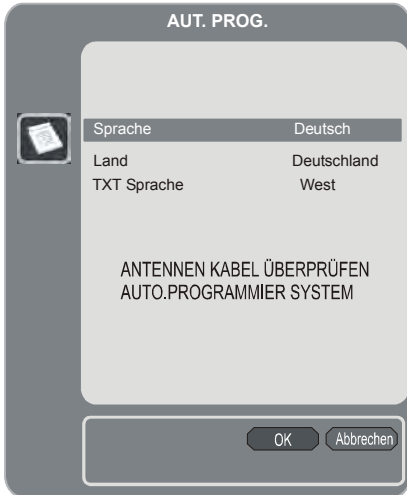 AUT. PROG.
Sprache Deutsch
Land Deutschland
TXT Sprache West
ANTENNEN KABEL ÜBERPRÜFEN
AUTO.PROGRAMMIER SYSTEM
OK Abbrechen